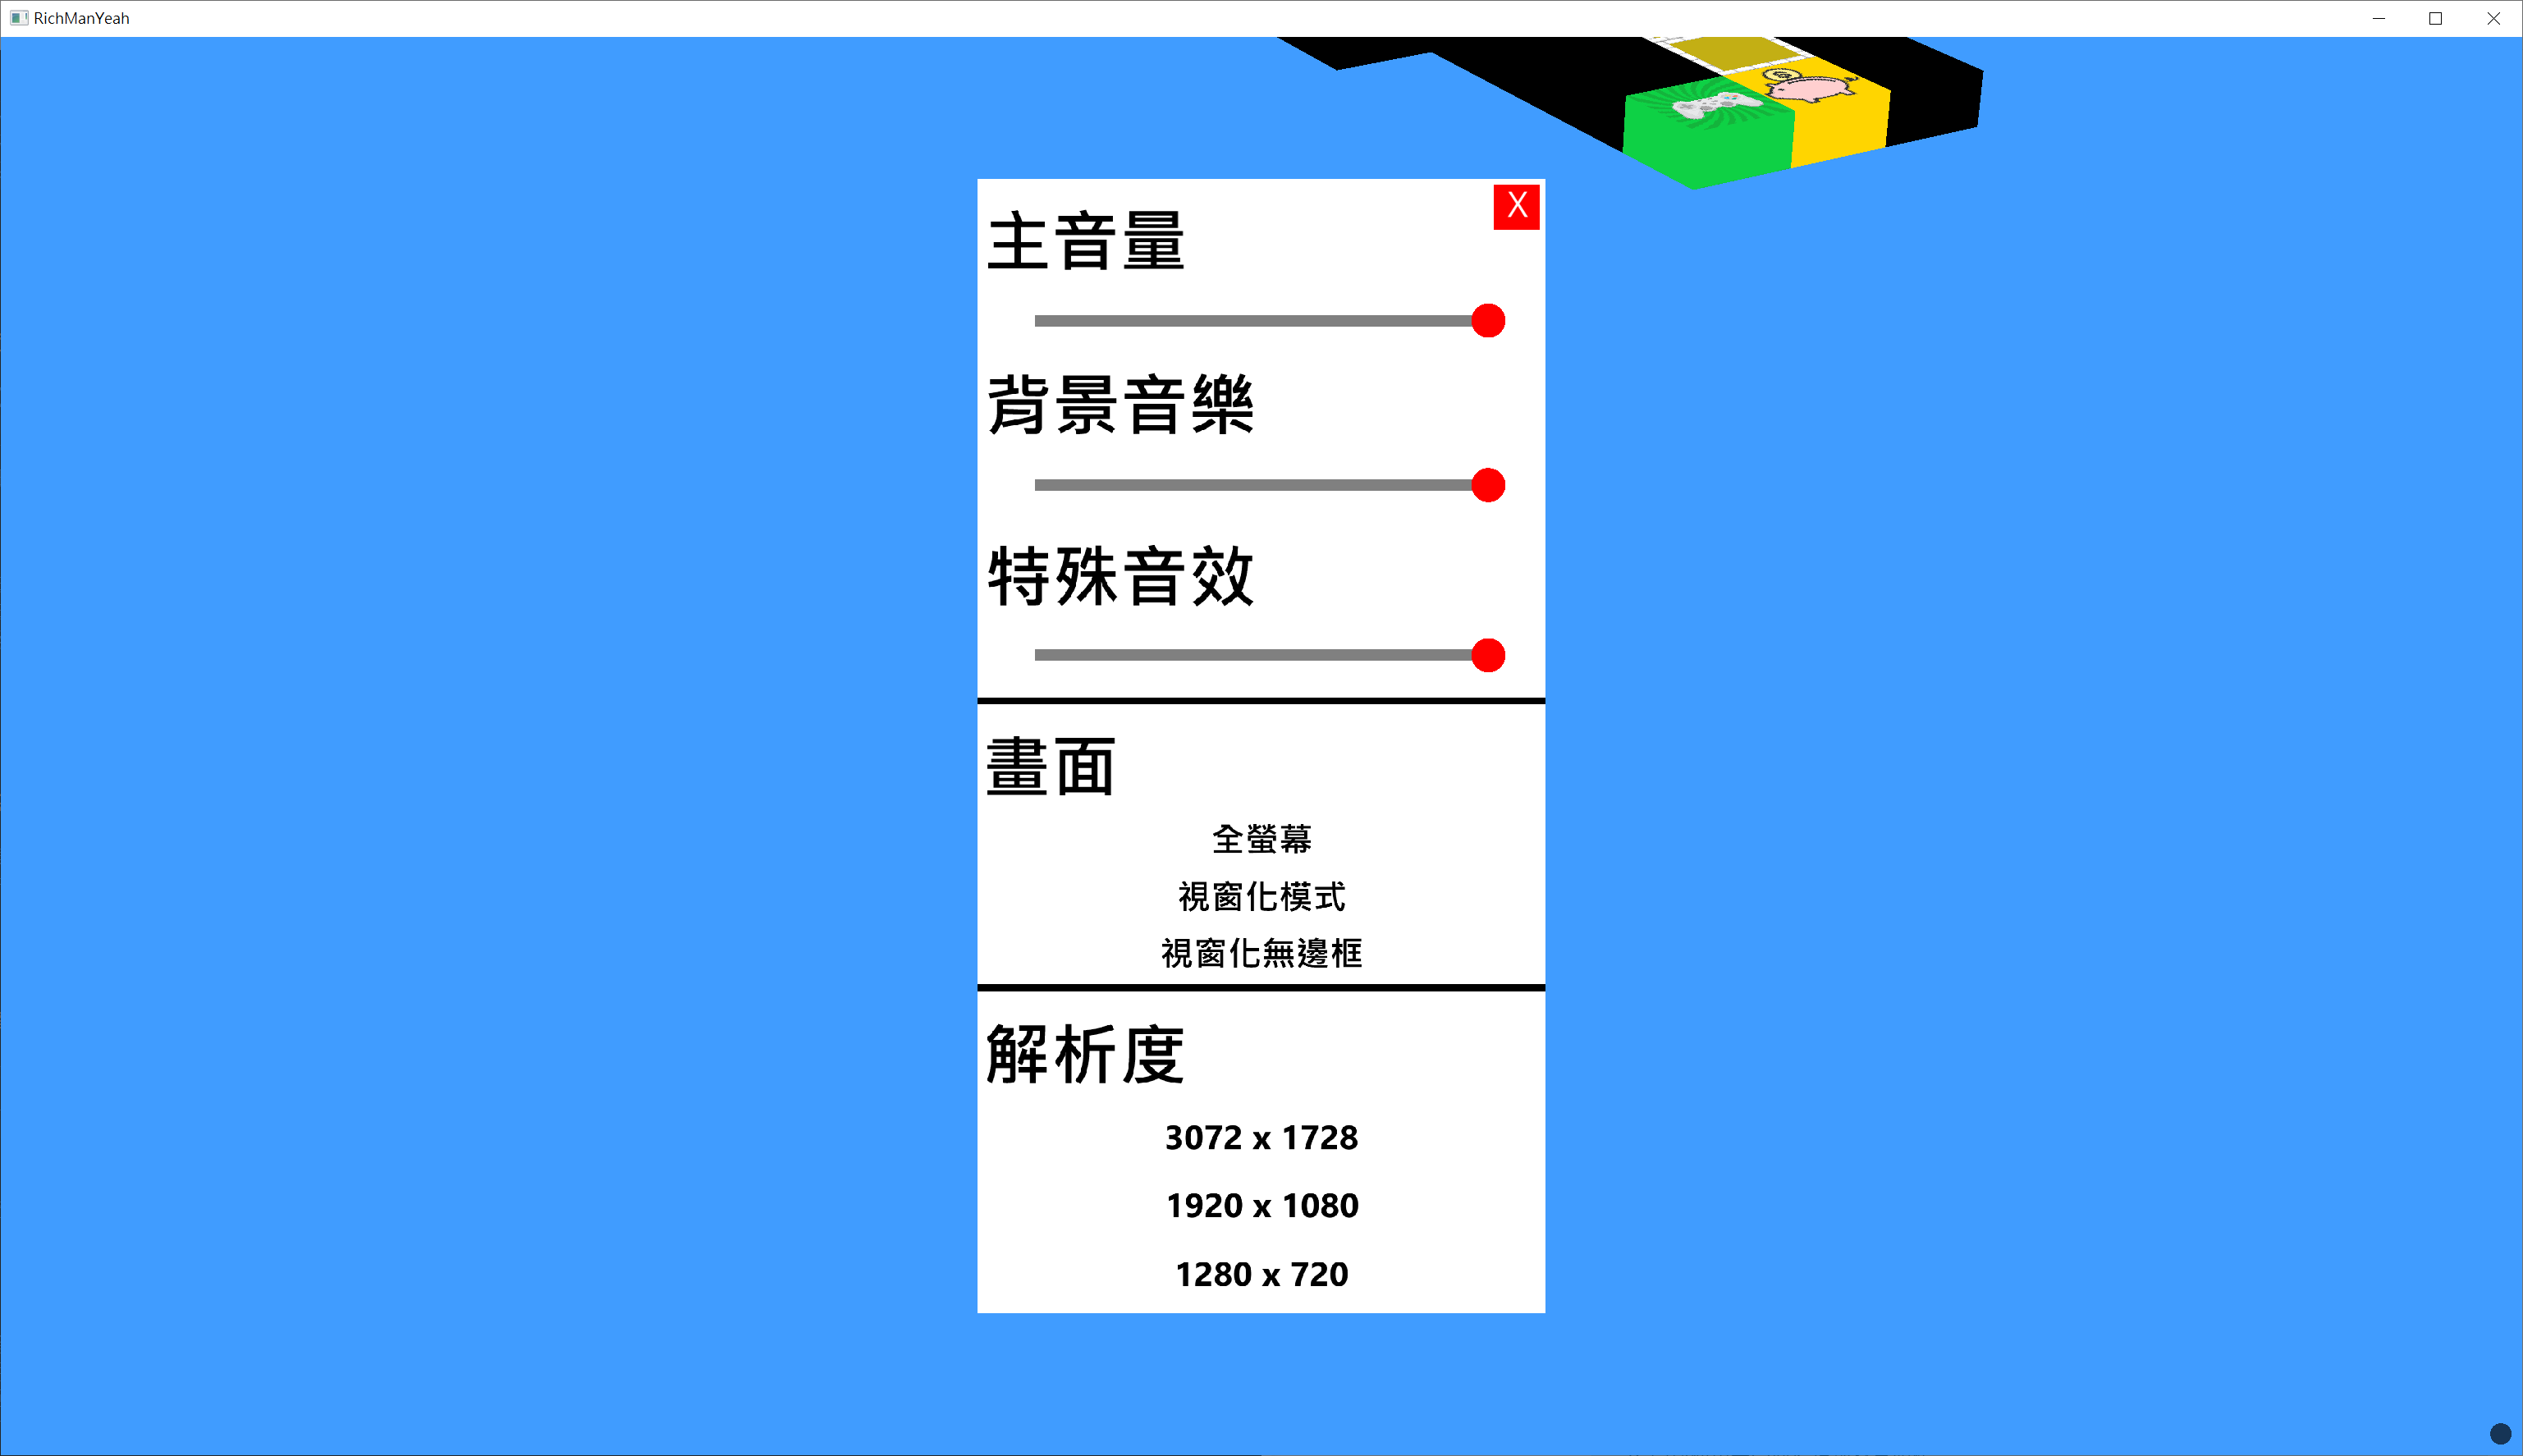 RichManYeah
X
主音量
背景音樂
特殊音效
畫面
全螢幕
視窗化模式
視窗化無邊框
解析度
3072 x 1728
1920 x 1080
1280 x 720